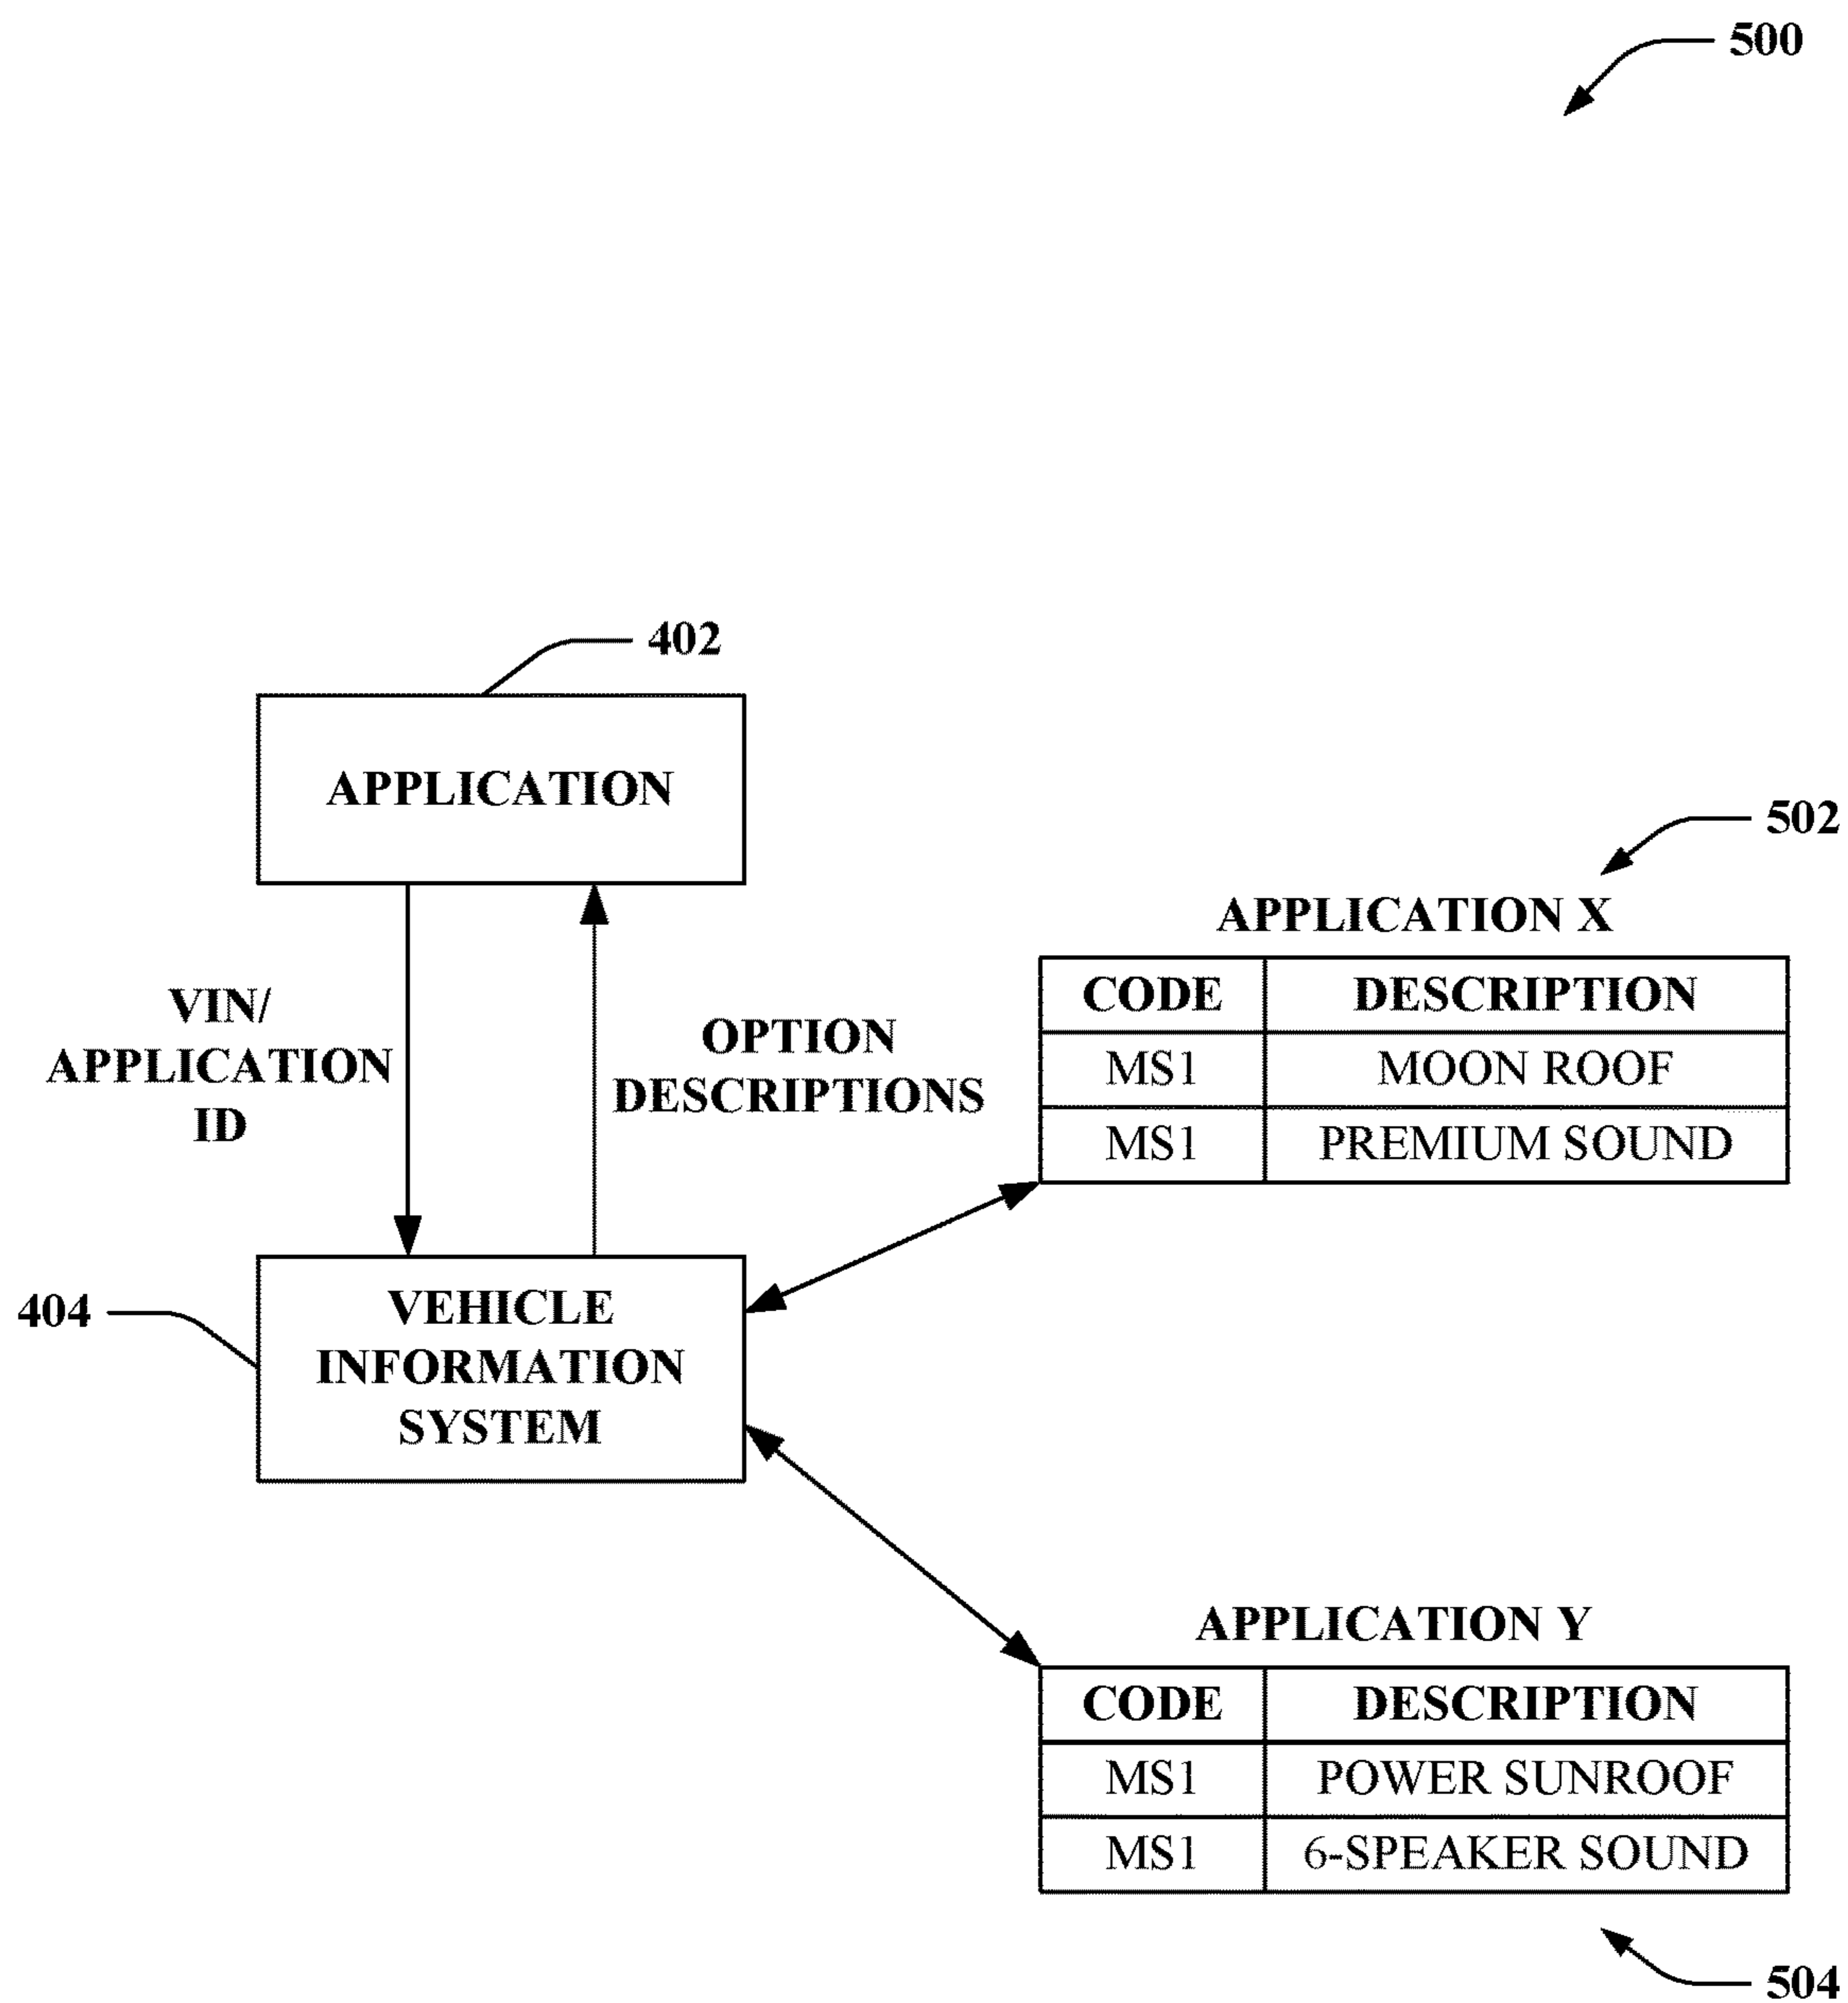 500
402
APPLICATION
502
APPLICATION X
CODE DESCRIPTION
MS1 MOON ROOF
MS1 PREMIUM SOUND
VIN/
APPLICATION
ID
OPTION
DESCRIPTIONS
404
VEHICLE
INFORMATION
SYSTEM
APPLICATION Y
CODE DESCRIPTION
MS1 POWER SUNROOF
MS1 6-SPEAKER SOUND
504